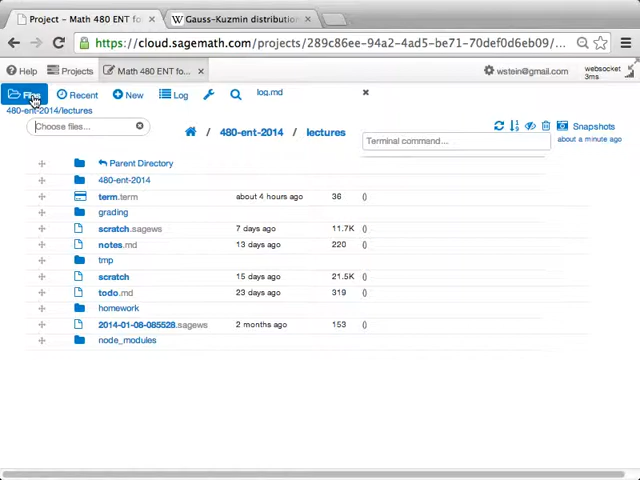 Project – Math 480 ENT fo × Gauss-Kuzmin distribution ×
https://cloud.sagemath.com/projects/289c86ee-94a2-4ad5-be71-70def0d6eb09/...
Help Projects Math 480 ENT fo... × wstein@gmail.com websocket
3ms
Files Recent New Log log.md ×
480-ent-2014/lectures
Choose files... / 480-ent-2014 / lectures Terminal command... Snapshots
about a minute ago
Parent Directory
480-ent-2014
term.term about 4 hours ago 36 ()
grading
scratch.sagews 7 days ago 11.7K ()
notes.md 13 days ago 220 ()
tmp
scratch 15 days ago 21.5K ()
todo.md 23 days ago 319 ()
homework
2014-01-08-085528.sagews 2 months ago 153 ()
node_modules